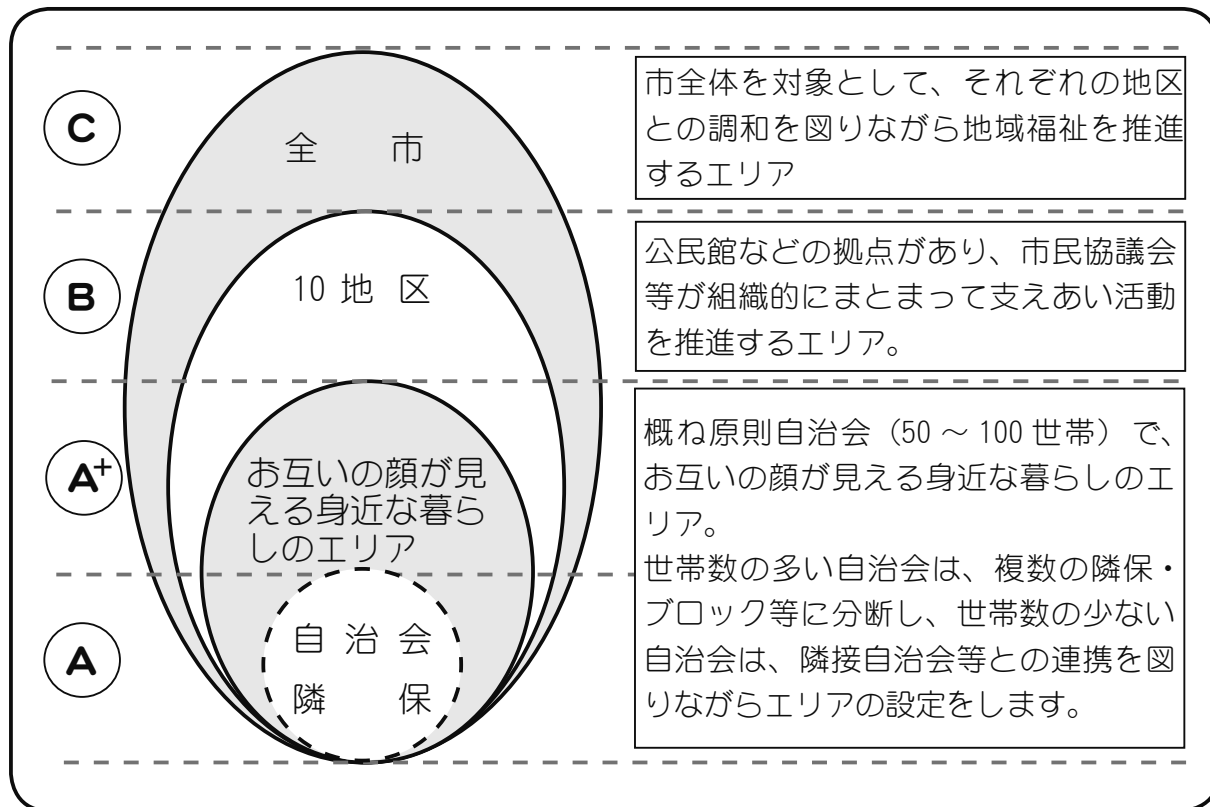 C
全 市
市全体を対象として、それぞれの地区
との調和を図りながら地域福祉を推進
するエリア
B
10 地 区
公民館などの拠点があり、市民協議会
等が組織的にまとまって支えあい活動
を推進するエリア。
A+
お互いの顔が見
える身近な暮ら
しのエリア
概ね原則自治会（50 ～ 100 世帯）で、
お互いの顔が見える身近な暮らしのエ
リア。
世帯数の多い自治会は、複数の隣保・
ブロック等に分断し、世帯数の少ない
自治会は、隣接自治会等との連携を図
りながらエリアの設定をします。
A
自 治 会
隣 保